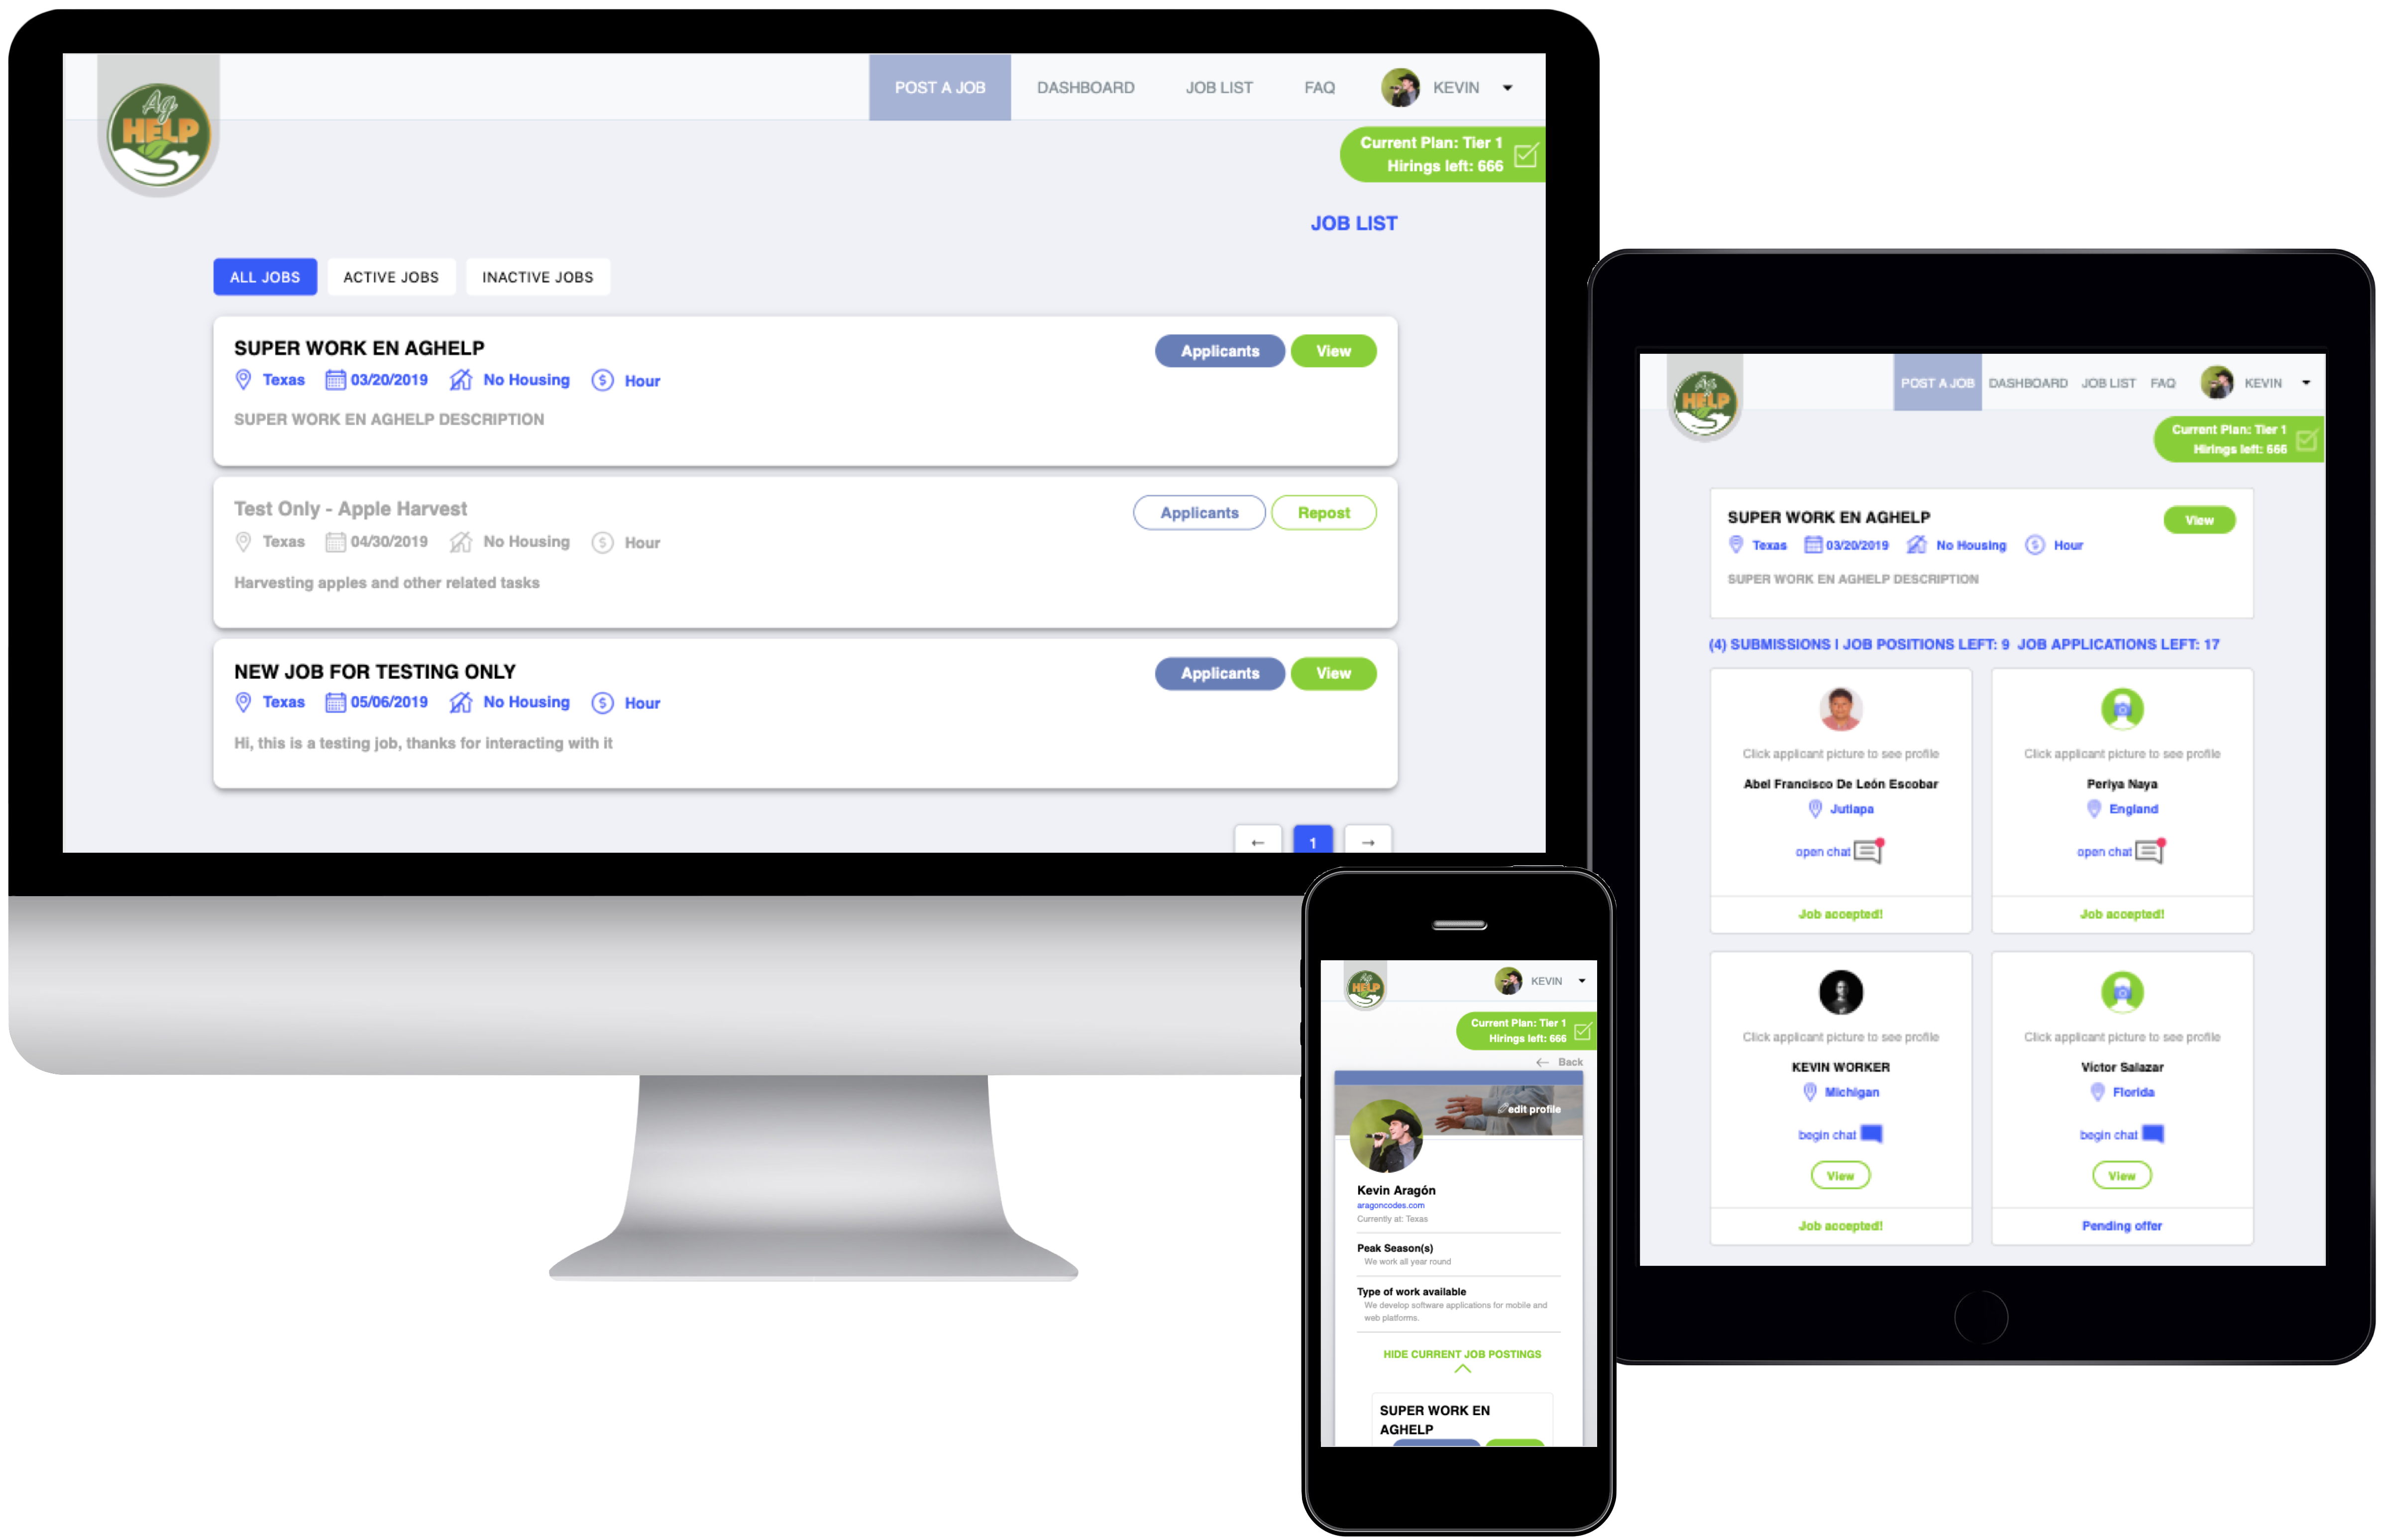 Ag
HELP
POST A JOB DASHBOARD JOB LIST FAQ KEVIN
Current Plan: Tier 1
Hirings left: 666
JOB LIST
ALL JOBS ACTIVE JOBS INACTIVE JOBS
SUPER WORK EN AGHELP Applicants View
Texas 03/20/2019 No Housing $ Hour
SUPER WORK EN AGHELP DESCRIPTION
Test Only - Apple Harvest Applicants Repost
Texas 04/30/2019 No Housing $ Hour
Harvesting apples and other related tasks
NEW JOB FOR TESTING ONLY Applicants View
Texas 05/06/2019 No Housing $ Hour
Hi, this is a testing job, thanks for interacting with it
← 1 →
Ag
HELP
POST A JOB DASHBOARD JOB LIST FAQ KEVIN
Current Plan: Tier 1
Hirings left: 666
SUPER WORK EN AGHELP View
Texas 03/20/2019 No Housing $ Hour
SUPER WORK EN AGHELP DESCRIPTION
(4) SUBMISSIONS | JOB POSITIONS LEFT: 9 JOB APPLICATIONS LEFT: 17
Click applicant picture to see profile
Abel Francisco De León Escobar
Jutiapa
open chat
Job accepted!
Click applicant picture to see profile
Periya Naya
England
open chat
Job accepted!
Click applicant picture to see profile
KEVIN WORKER
Michigan
begin chat
View
Job accepted!
Click applicant picture to see profile
Víctor Salazar
Florida
begin chat
View
Pending offer
Ag
HELP
KEVIN
Current Plan: Tier 1
Hirings left: 666
← Back
edit profile
Kevin Aragón
aragoncodes.com
Currently at: Texas
Peak Season(s)
We work all year round
Type of work available
We develop software applications for mobile and
web platforms.
HIDE CURRENT JOB POSTINGS
SUPER WORK EN
AGHELP